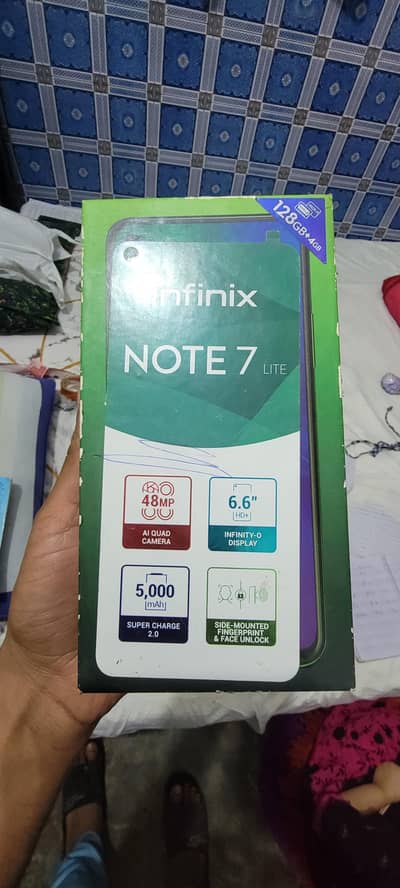 128GB+4GB
Infinix
NOTE 7 LITE
48MP
AI QUAD
CAMERA
6.6"
HD+
INFINITY-O
DISPLAY
5,000
[mAh]
SUPER CHARGE
2.0
SIDE-MOUNTED
FINGERPRINT
& FACE UNLOCK